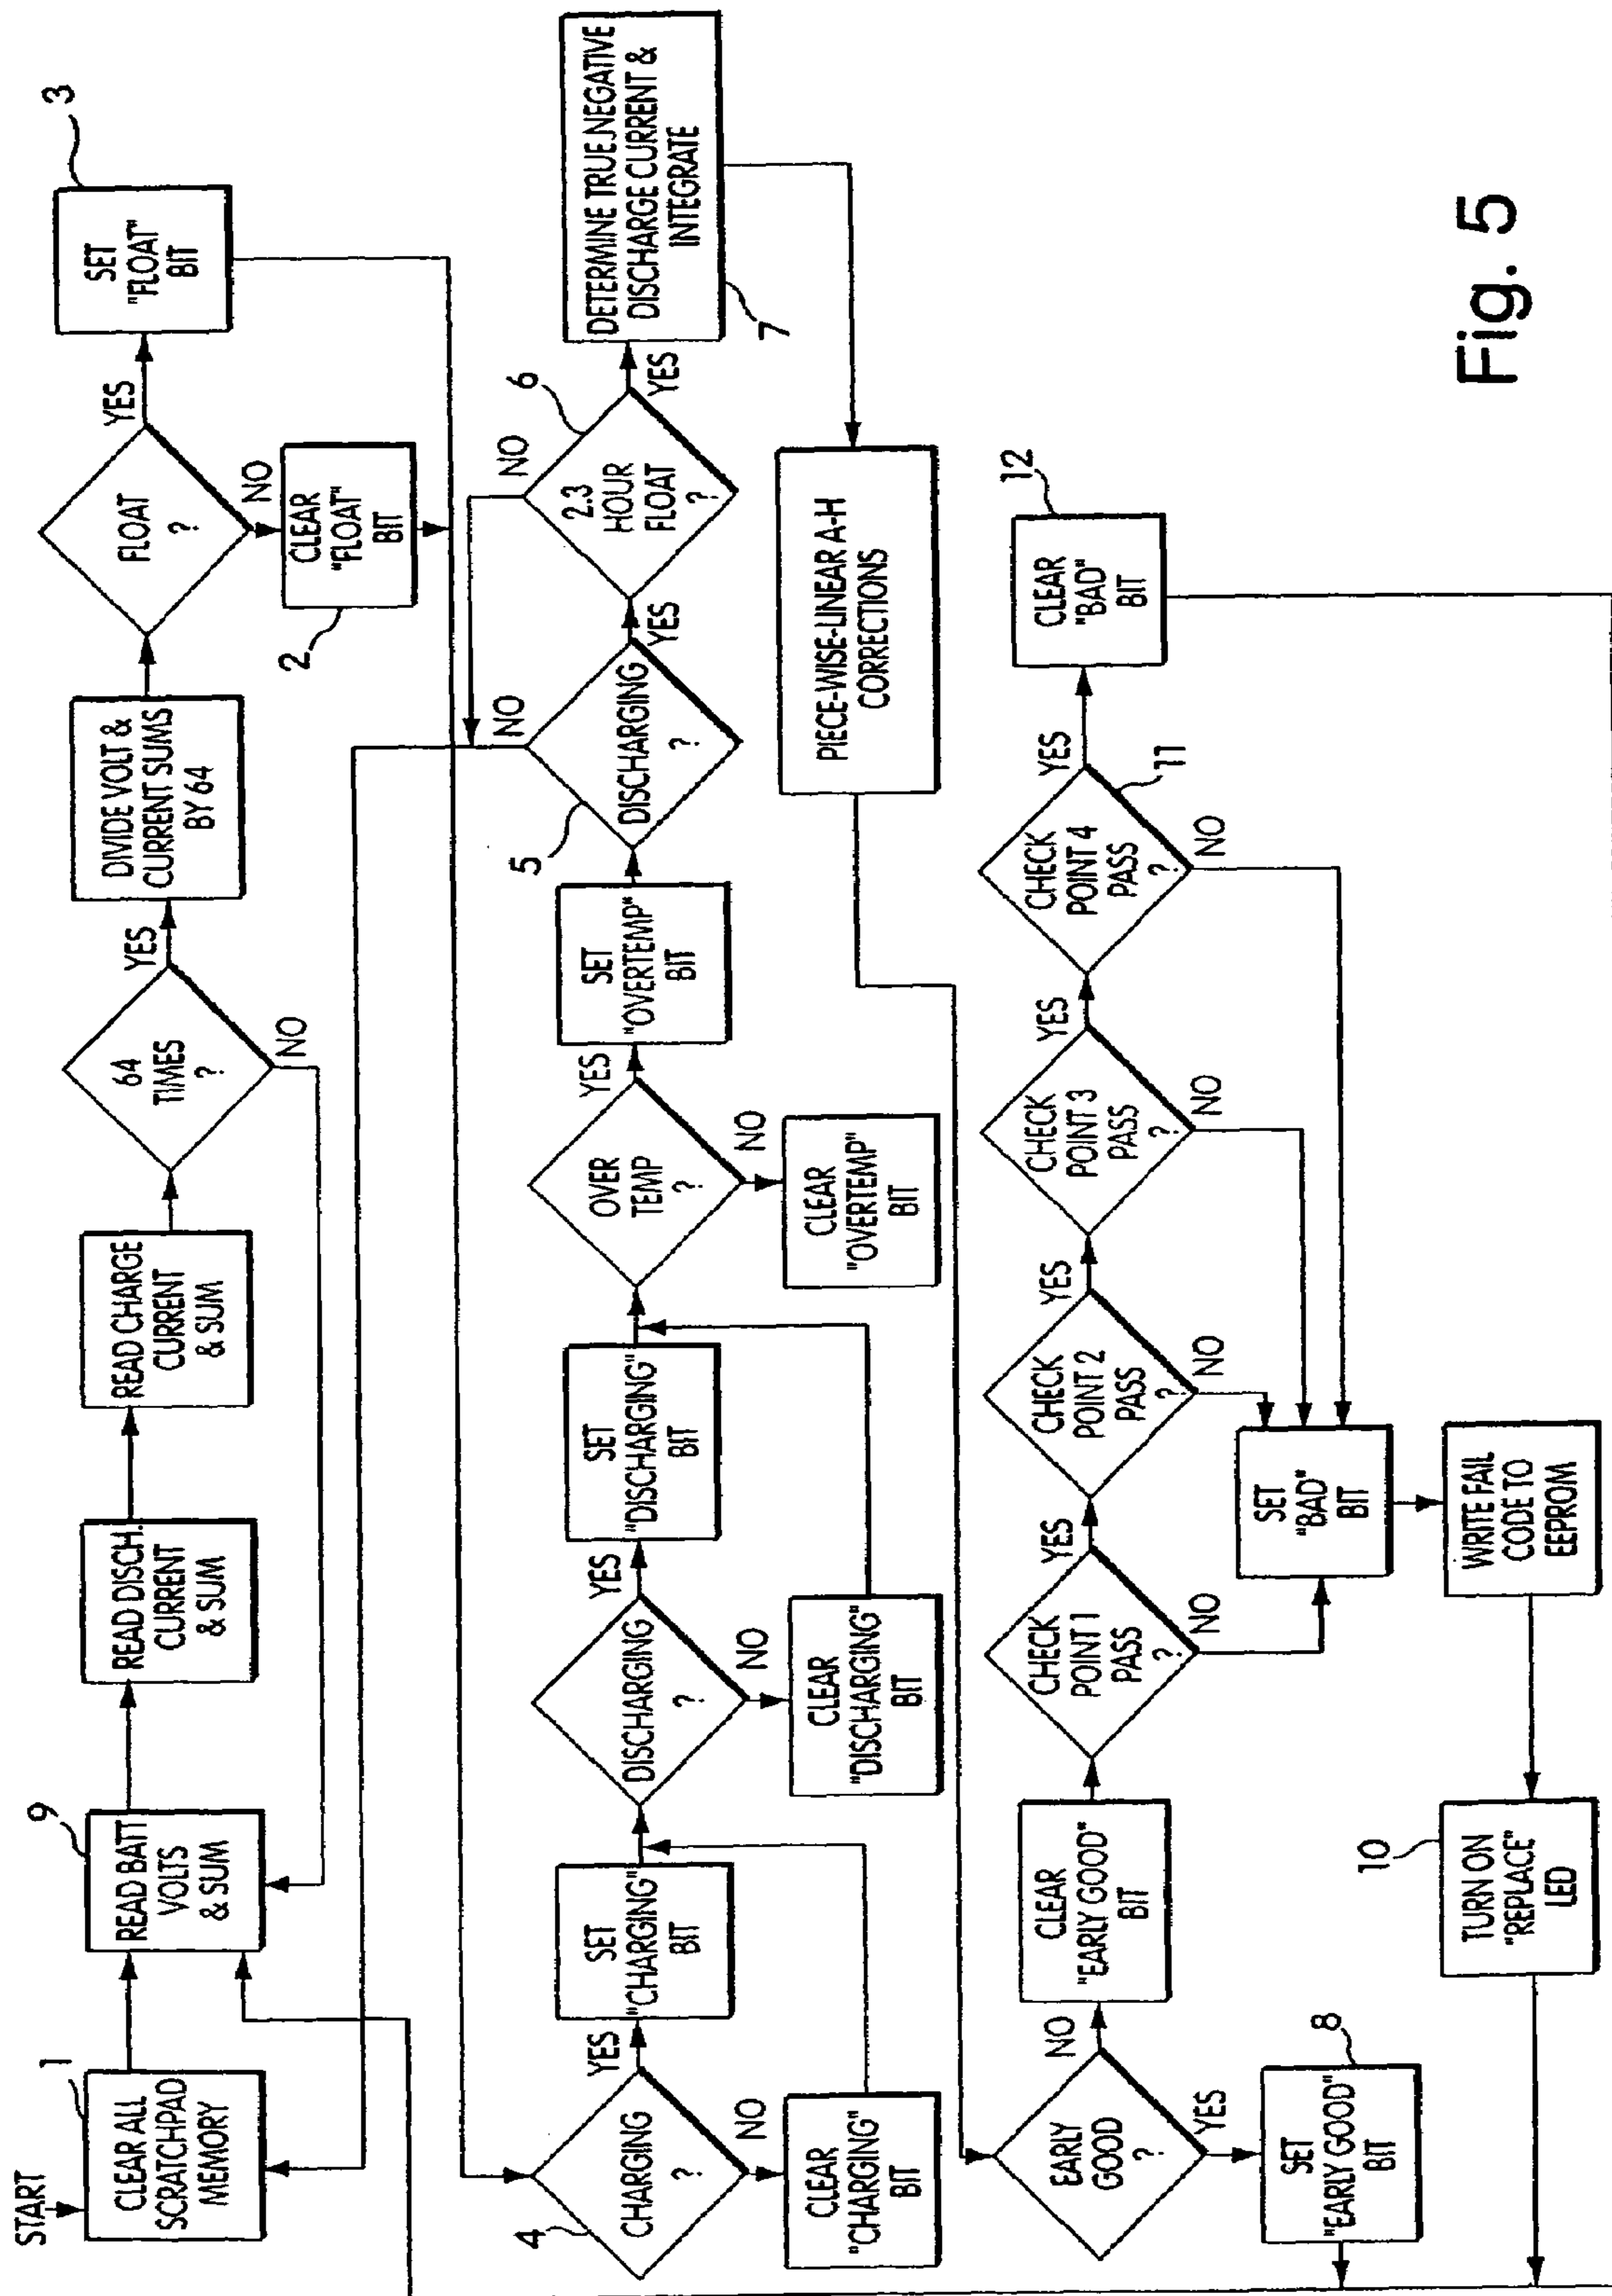 START
1
CLEAR ALL
SCRATCHPAD
MEMORY
9
READ BATT
VOLTS
& SUM
READ DISCH.
CURRENT
& SUM
READ CHARGE
CURRENT
& SUM
64
TIMES
?
YES
NO
DIVIDE VOLT &
CURRENT SUMS
BY 64
FLOAT
?
YES
NO
SET
"FLOAT"
BIT
3
CLEAR
"FLOAT"
BIT
2
4
CHARGING
?
YES
NO
SET
"CHARGING"
BIT
CLEAR
"CHARGING"
BIT
DISCHARGING
?
YES
NO
SET
"DISCHARGING"
BIT
CLEAR
"DISCHARGING"
BIT
OVER
TEMP
?
YES
NO
SET
"OVERTEMP"
BIT
CLEAR
"OVERTEMP"
BIT
5
DISCHARGING
?
NO
YES
6
2.3
HOUR
FLOAT
?
NO
YES
DETERMINE TRUE.NEGATIVE
DISCHARGE CURRENT &
INTEGRATE
7
PIECE-WISE-LINEAR A-H
CORRECTIONS
EARLY
GOOD
?
NO
YES
SET
"EARLY GOOD"
BIT
8
CLEAR
"EARLY GOOD"
BIT
CHECK
POINT 1
PASS
?
YES
NO
CHECK
POINT 2
PASS
?
YES
NO
CHECK
POINT 3
PASS
?
YES
NO
CHECK
POINT 4
PASS
?
YES
NO
11
CLEAR
"BAD"
BIT
12
SET
"BAD"
BIT
WRITE FAIL
CODE TO
EEPROM
10
TURN ON
"REPLACE"
LED
Fig. 5